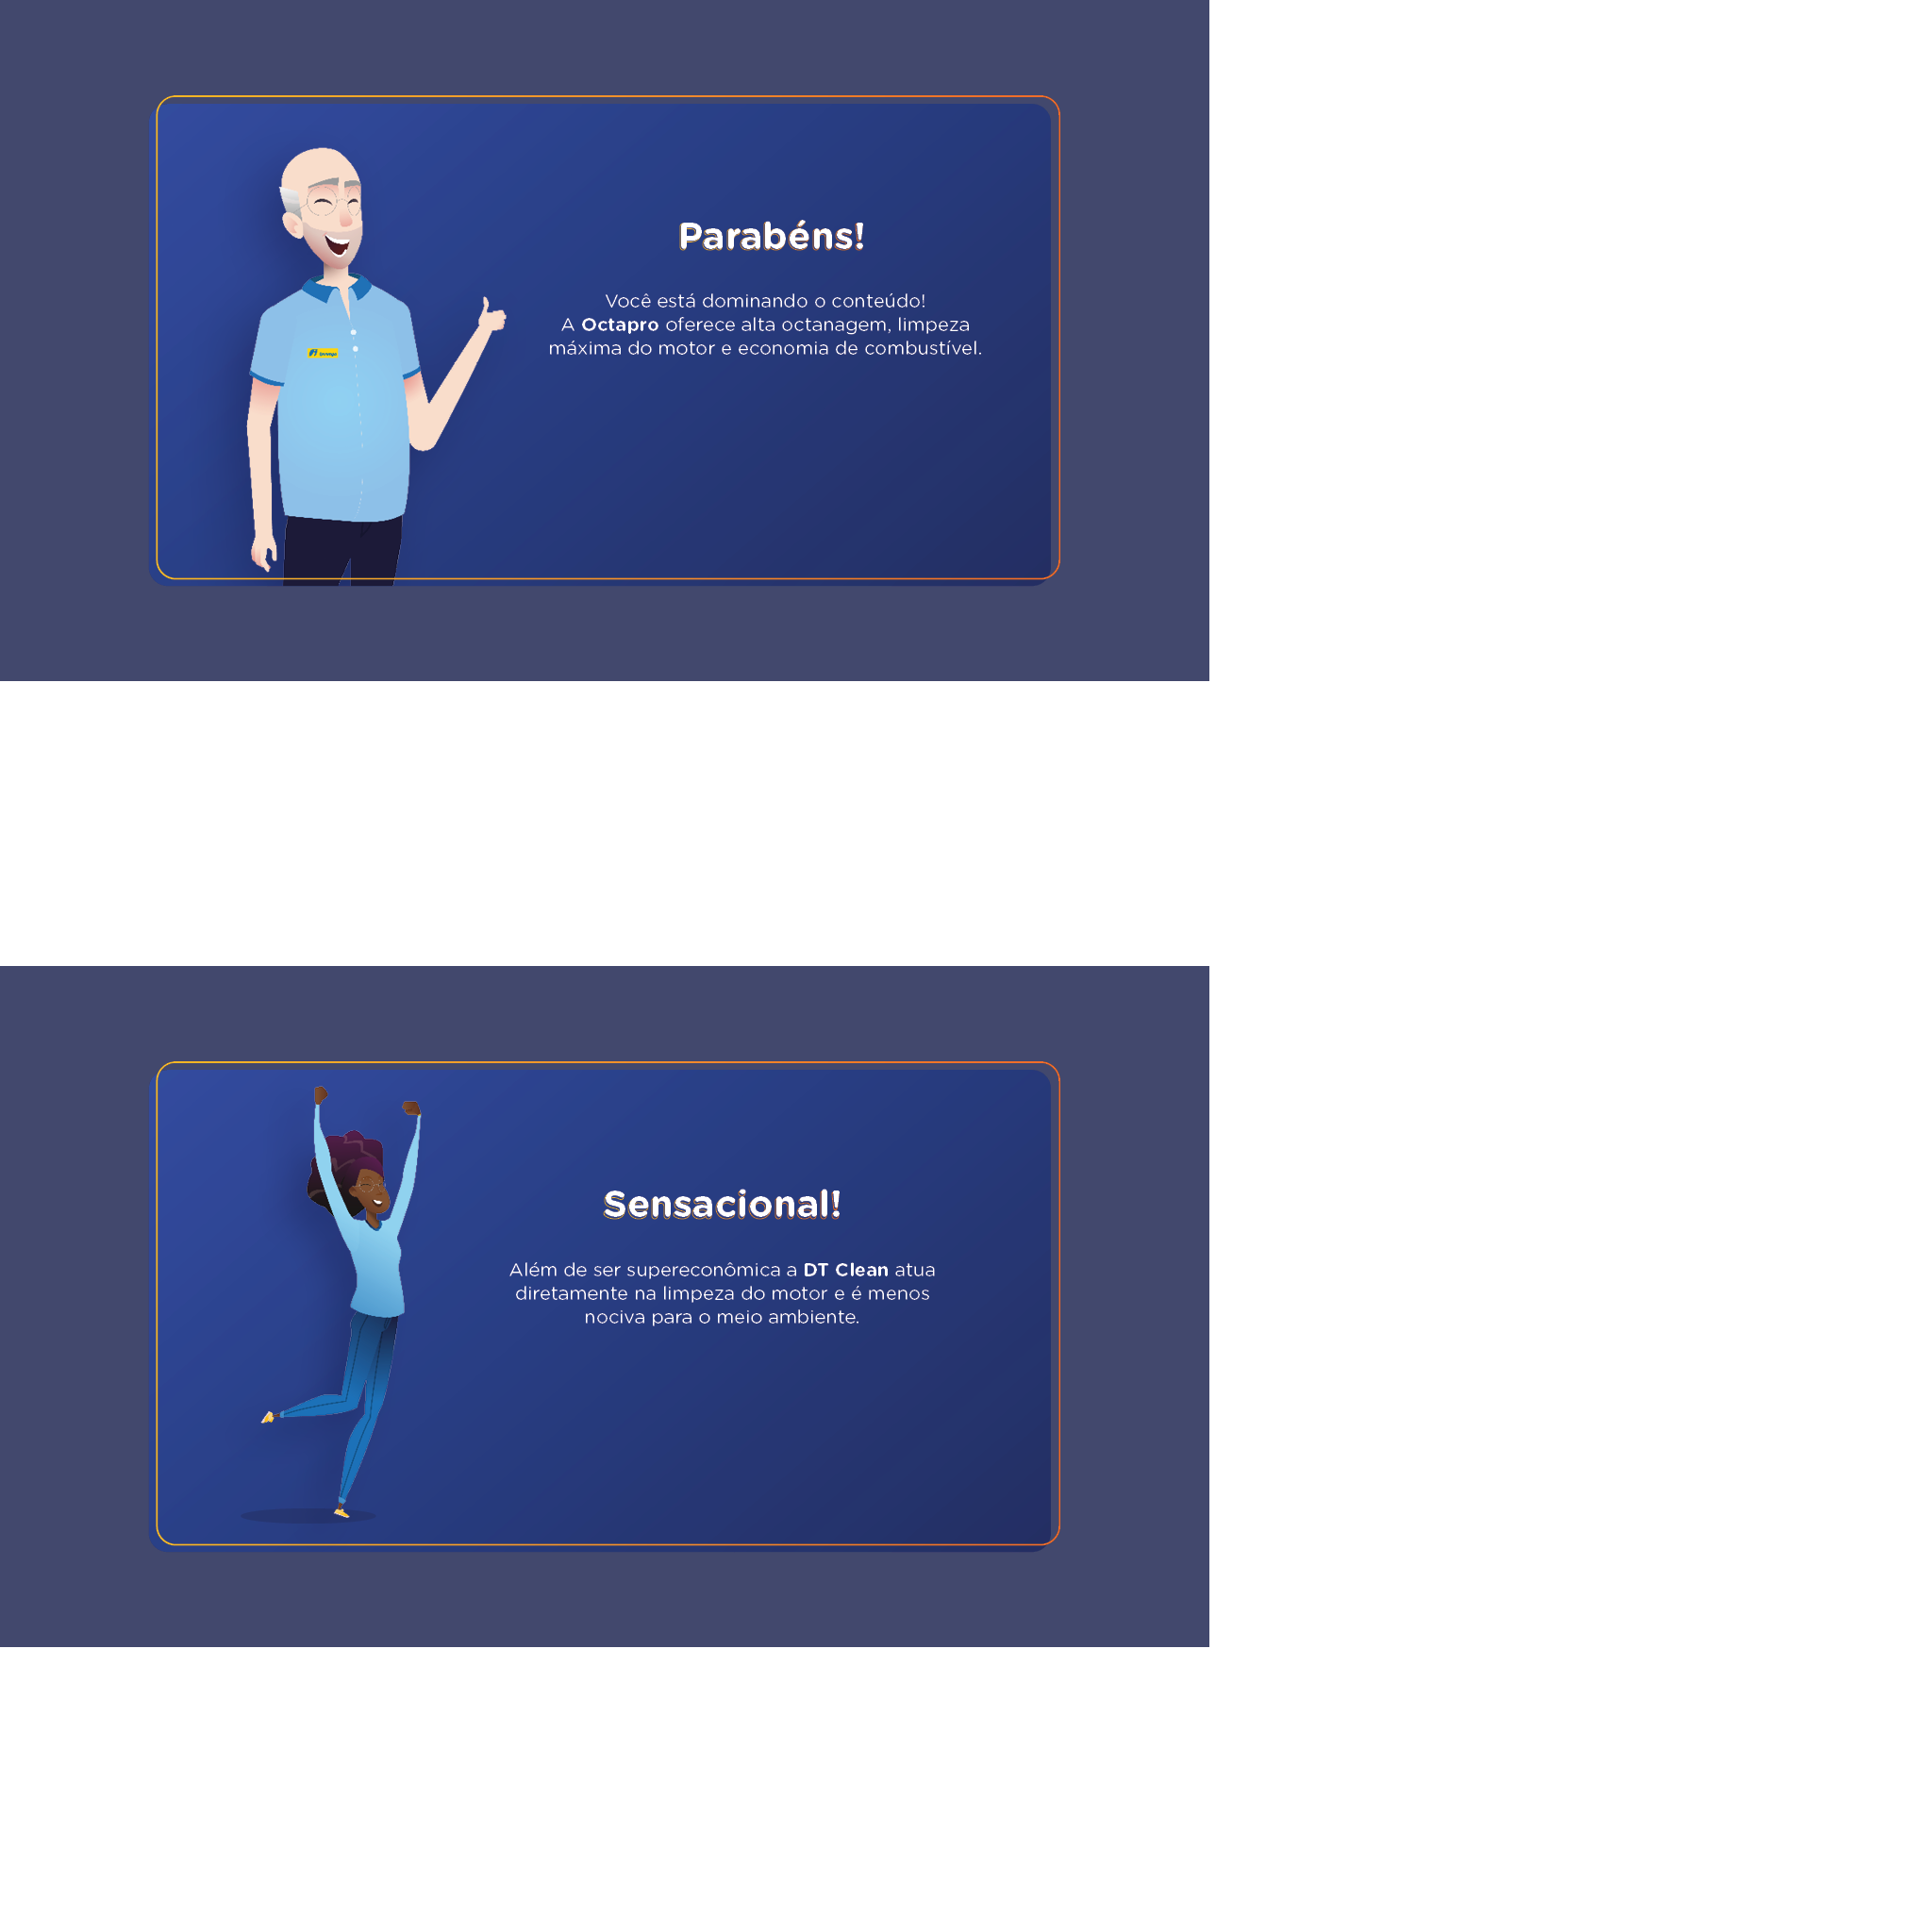 Parabéns!
Você está dominando o conteúdo!
A Octapro oferece alta octanagem, limpeza
máxima do motor e economia de combustível.
Sensacional!
Além de ser supereconômica a DT Clean atua
diretamente na limpeza do motor e é menos
nociva para o meio ambiente.